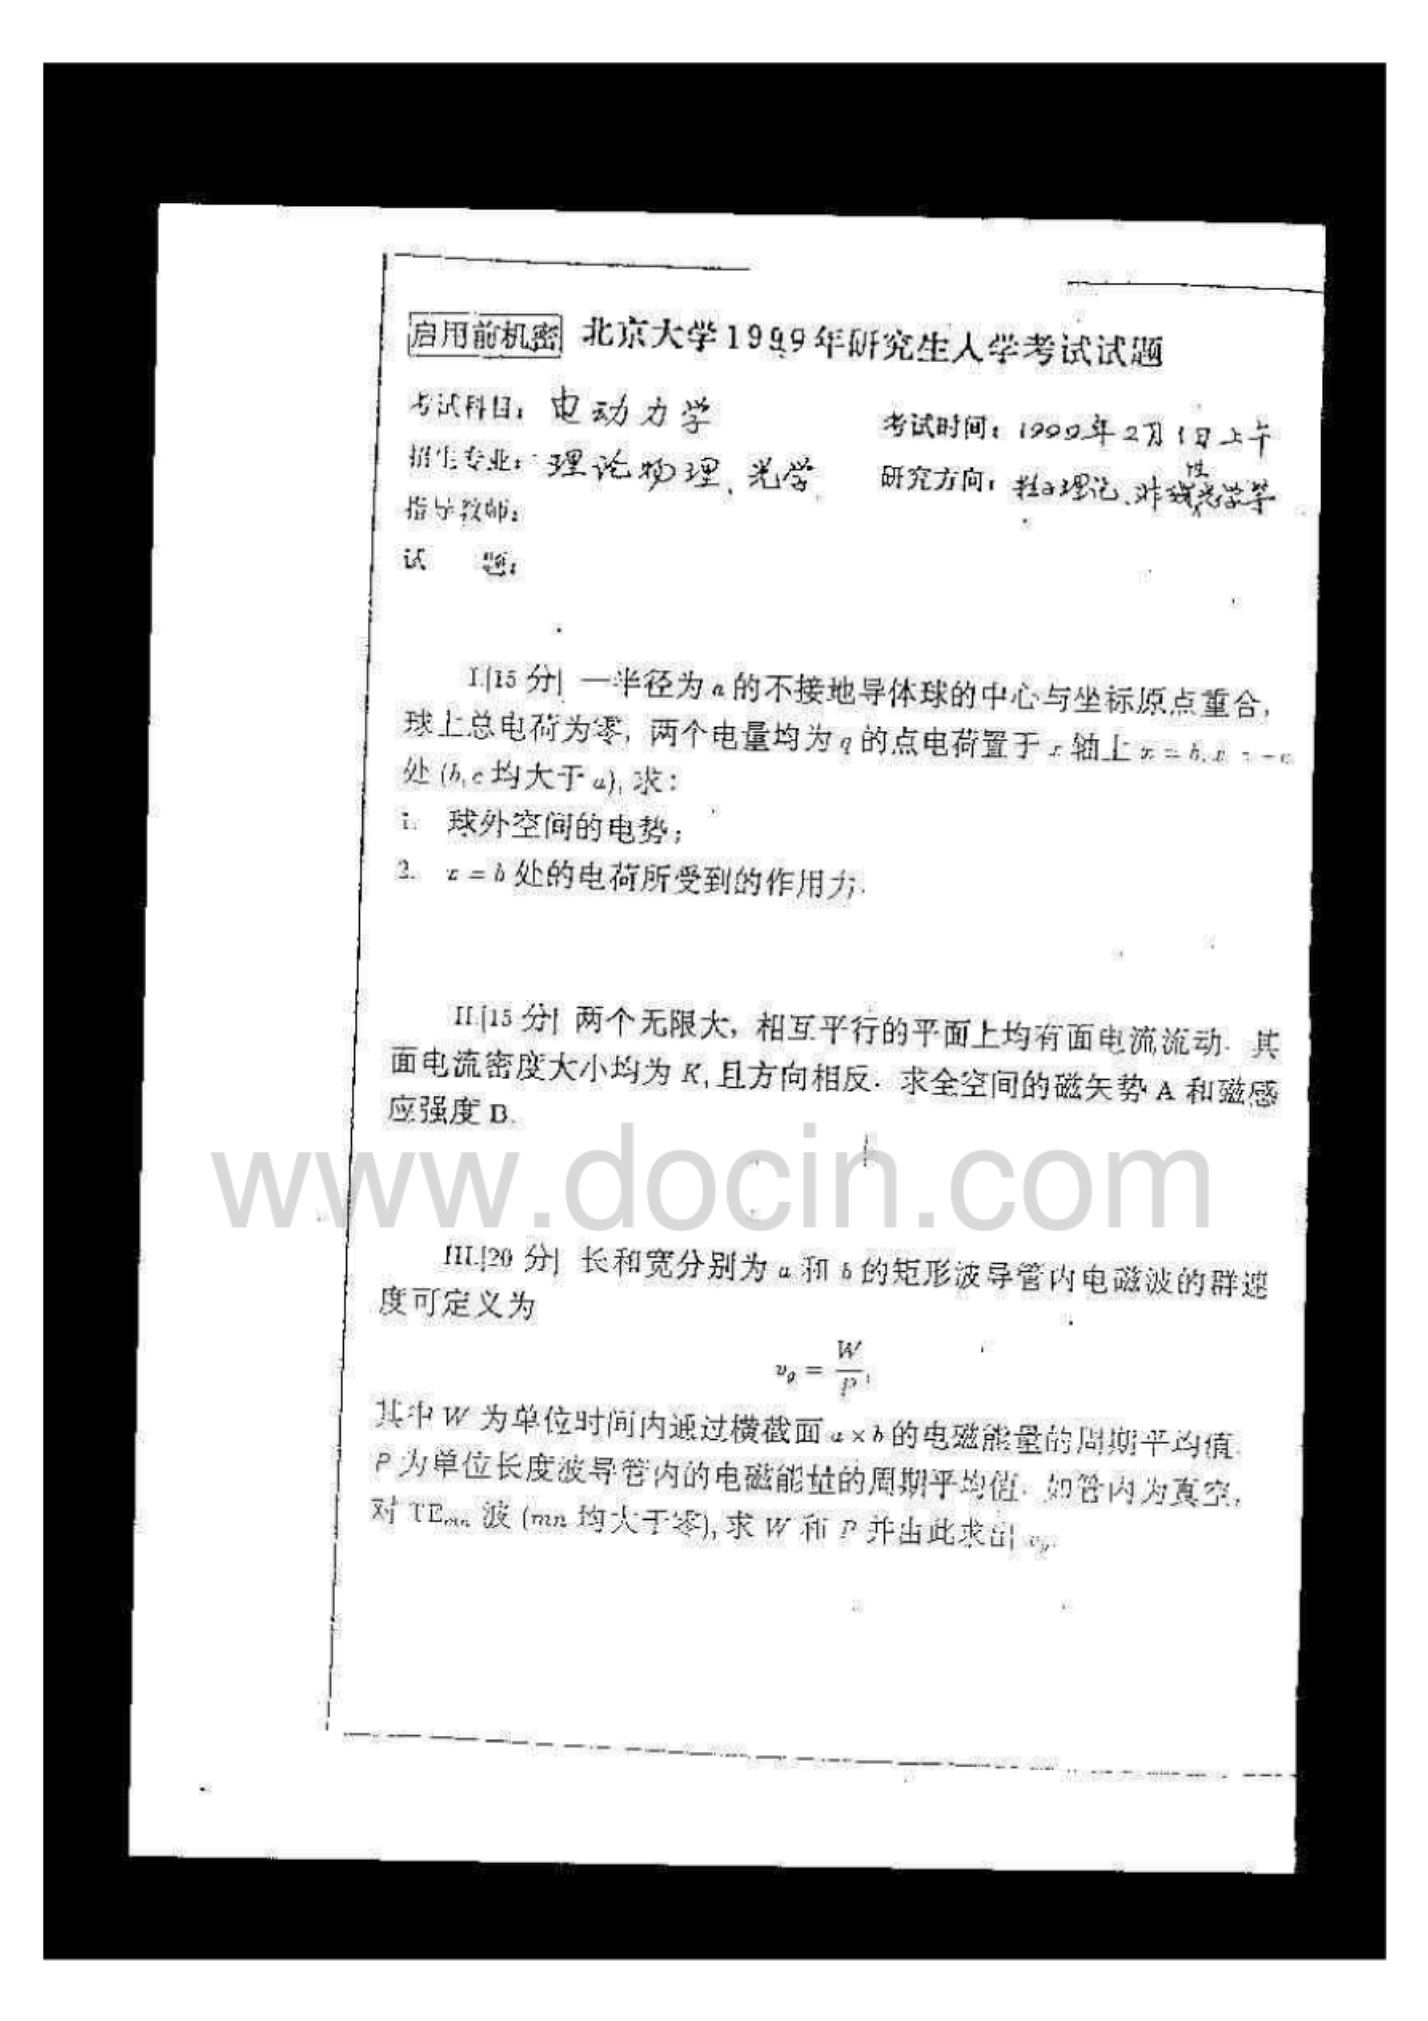 启用前机密 北京大学1999年研究生入学考试试题
考试科目: 电动力学 考试时间: 1999年2月1日上午
招生专业: 理论物理、光学 研究方向: 粒子理论、非线性光学等
指导教师:
试 题:
I.[15 分] 一半径为 a 的不接地导体球的中心与坐标原点重合,
球上总电荷为零, 两个电量均为 q 的点电荷置于 x 轴上 x = b, x = -c
处 (b, c 均大于 a), 求:
1. 球外空间的电势;
2. x = b 处的电荷所受到的作用力.
II.[15 分] 两个无限大, 相互平行的平面上均有面电流流动. 其
面电流密度大小均为 K, 且方向相反. 求全空间的磁矢势 A 和磁感
应强度 B.
www.docin.com
III.[20 分] 长和宽分别为 a 和 b 的矩形波导管内电磁波的群速
度可定义为
v_g = W/P,
其中 W 为单位时间内通过横截面 a × b 的电磁能量的周期平均值.
P 为单位长度波导管内的电磁能量的周期平均值. 如管内为真空,
对 TE_mn 波 (mn 均大于零), 求 W 和 P 并由此求出 v_g.